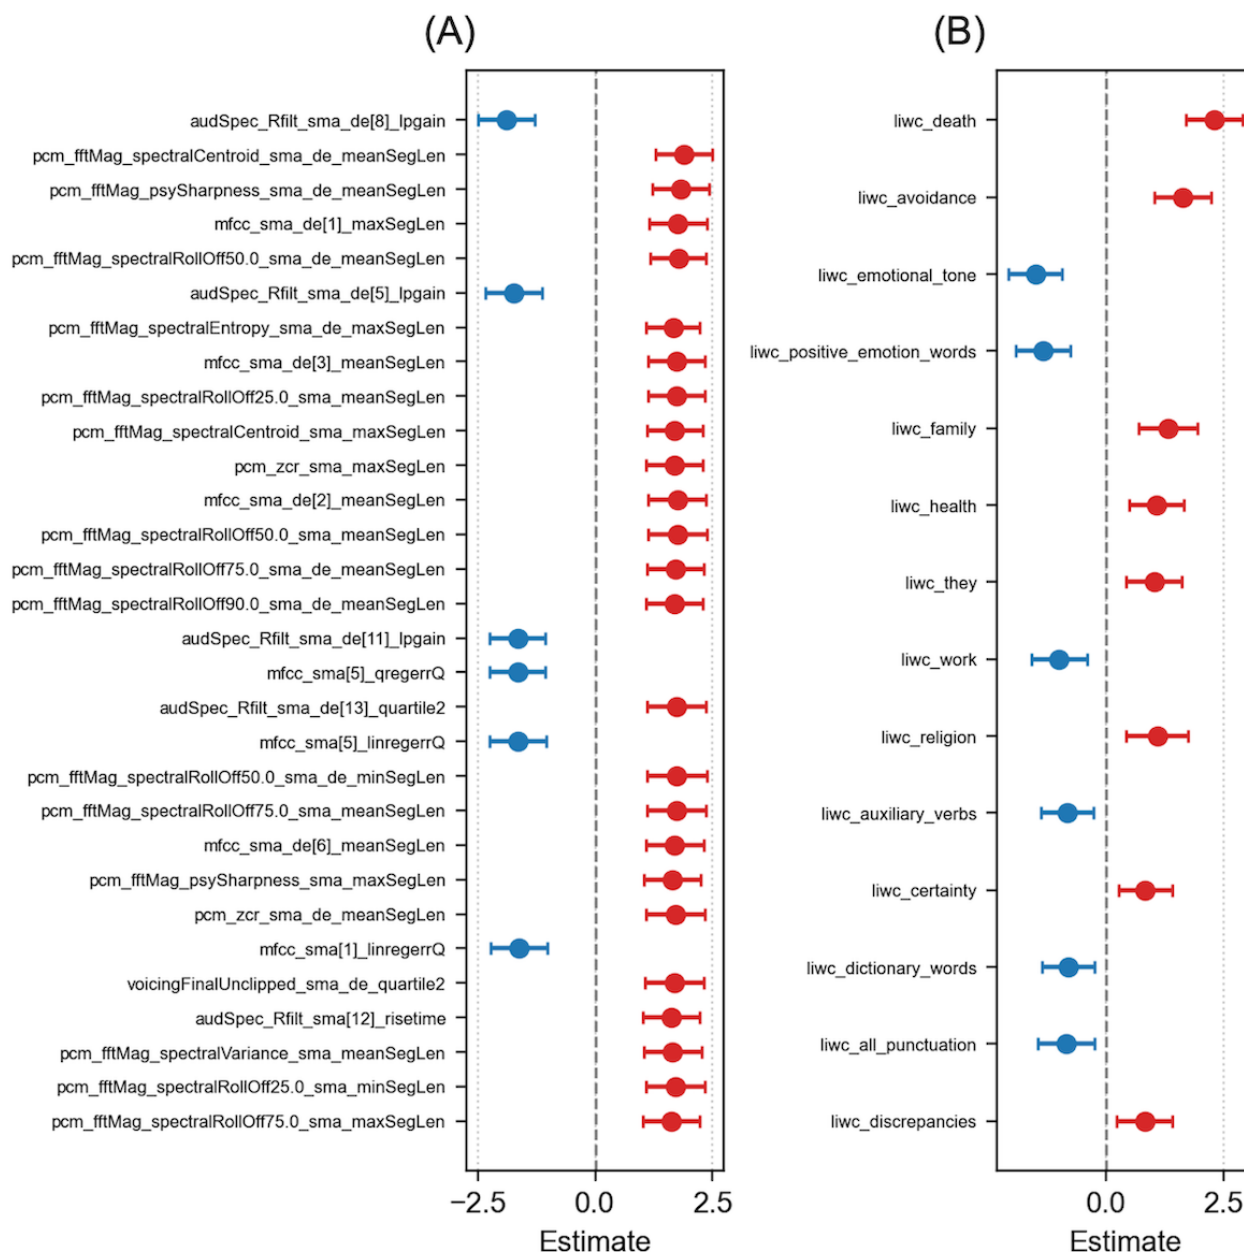 (A)
audSpec_Rfilt_sma_de[8]_lpgain
pcm_fftMag_spectralCentroid_sma_de_meanSegLen
pcm_fftMag_psySharpness_sma_de_meanSegLen
mfcc_sma_de[1]_maxSegLen
pcm_fftMag_spectralRollOff50.0_sma_de_meanSegLen
audSpec_Rfilt_sma_de[5]_lpgain
pcm_fftMag_spectralEntropy_sma_de_maxSegLen
mfcc_sma_de[3]_meanSegLen
pcm_fftMag_spectralRollOff25.0_sma_meanSegLen
pcm_fftMag_spectralCentroid_sma_maxSegLen
pcm_zcr_sma_maxSegLen
mfcc_sma_de[2]_meanSegLen
pcm_fftMag_spectralRollOff50.0_sma_meanSegLen
pcm_fftMag_spectralRollOff75.0_sma_de_meanSegLen
pcm_fftMag_spectralRollOff90.0_sma_de_meanSegLen
audSpec_Rfilt_sma_de[11]_lpgain
mfcc_sma[5]_qregerrQ
audSpec_Rfilt_sma_de[13]_quartile2
mfcc_sma[5]_linregerrQ
pcm_fftMag_spectralRollOff50.0_sma_de_minSegLen
pcm_fftMag_spectralRollOff75.0_sma_meanSegLen
mfcc_sma_de[6]_meanSegLen
pcm_fftMag_psySharpness_sma_maxSegLen
pcm_zcr_sma_de_meanSegLen
mfcc_sma[1]_linregerrQ
voicingFinalUnclipped_sma_de_quartile2
audSpec_Rfilt_sma[12]_risetime
pcm_fftMag_spectralVariance_sma_meanSegLen
pcm_fftMag_spectralRollOff25.0_sma_minSegLen
pcm_fftMag_spectralRollOff75.0_sma_maxSegLen
−2.5 0.0 2.5
Estimate
(B)
liwc_death
liwc_avoidance
liwc_emotional_tone
liwc_positive_emotion_words
liwc_family
liwc_health
liwc_they
liwc_work
liwc_religion
liwc_auxiliary_verbs
liwc_certainty
liwc_dictionary_words
liwc_all_punctuation
liwc_discrepancies
0.0 2.5
Estimate